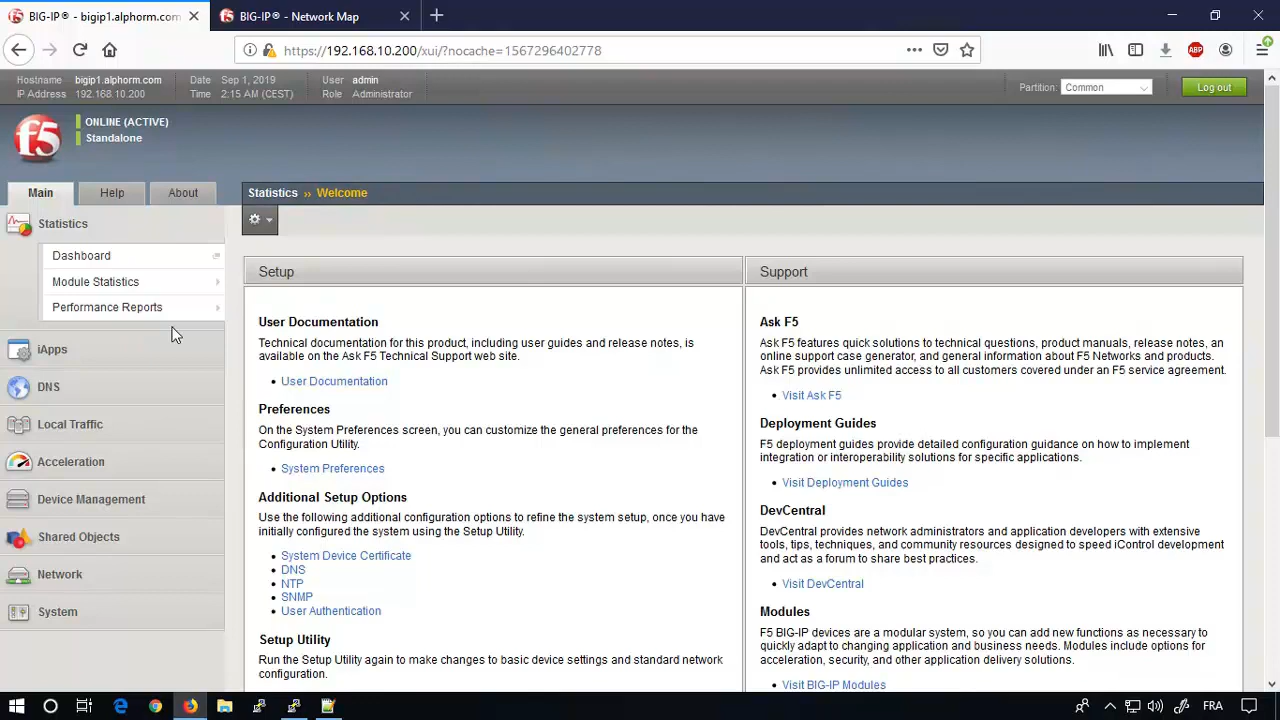 BIG-IP® - bigip1.alphorm.com
BIG-IP® - Network Map
https://192.168.10.200/xui/?nocache=1567296402778
ABP
Hostname bigip1.alphorm.com
IP Address 192.168.10.200
Date Sep 1, 2019
Time 2:15 AM (CEST)
User admin
Role Administrator
Partition: Common
Log out
f5
ONLINE (ACTIVE)
Standalone
Main
Help
About
Statistics » Welcome
Statistics
Dashboard
Module Statistics
Performance Reports
iApps
DNS
Local Traffic
Acceleration
Device Management
Shared Objects
Network
System
Setup
User Documentation
Technical documentation for this product, including user guides and release notes, is
available on the Ask F5 Technical Support web site.
User Documentation
Preferences
On the System Preferences screen, you can customize the general preferences for the
Configuration Utility.
System Preferences
Additional Setup Options
Use the following additional configuration options to refine the system setup, once you have
initially configured the system using the Setup Utility.
System Device Certificate
DNS
NTP
SNMP
User Authentication
Setup Utility
Run the Setup Utility again to make changes to basic device settings and standard network
configuration.
Support
Ask F5
Ask F5 features quick solutions to technical questions, product manuals, release notes, an
online support case generator, and general information about F5 Networks and products.
Ask F5 provides unlimited access to all customers covered under an F5 service agreement.
Visit Ask F5
Deployment Guides
F5 deployment guides provide detailed configuration guidance on how to implement
integration or interoperability solutions for specific applications.
Visit Deployment Guides
DevCentral
DevCentral provides network administrators and application developers with extensive
tools, tips, techniques, and community resources designed to speed iControl development
and act as a forum to share best practices.
Visit DevCentral
Modules
F5 BIG-IP devices are a modular system, so you can add new functions as necessary to
quickly adapt to changing application and business needs. Modules include options for
acceleration, security, and other application delivery solutions.
Visit BIG-IP Modules
FRA